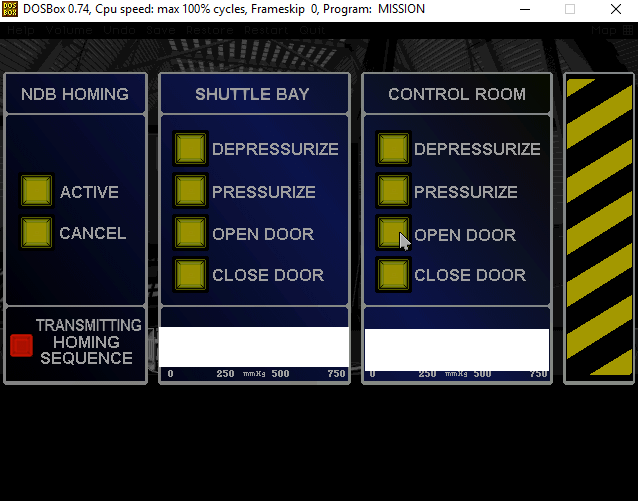 DOSBox 0.74, Cpu speed: max 100% cycles, Frameskip 0, Program: MISSION
Help Volume Undo Save Restore Restart Quit Map
NDB HOMING
ACTIVE
CANCEL
TRANSMITTING
HOMING
SEQUENCE
SHUTTLE BAY
DEPRESSURIZE
PRESSURIZE
OPEN DOOR
CLOSE DOOR
0 250 mmHg 500 750
CONTROL ROOM
DEPRESSURIZE
PRESSURIZE
OPEN DOOR
CLOSE DOOR
0 250 mmHg 500 750